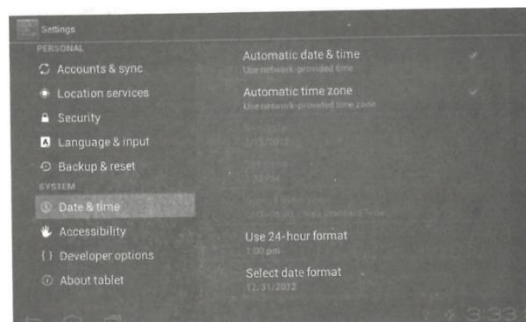 Settings
PERSONAL
Accounts & sync
Location services
Security
A Language & input
Backup & reset
SYSTEM
Date & time
Accessibility
{ } Developer options
About tablet
Automatic date & time
Use network-provided time
Automatic time zone
Use network-provided time zone
Use 24-hour format
1:00 pm
Select date format
12/31/2012
3:33